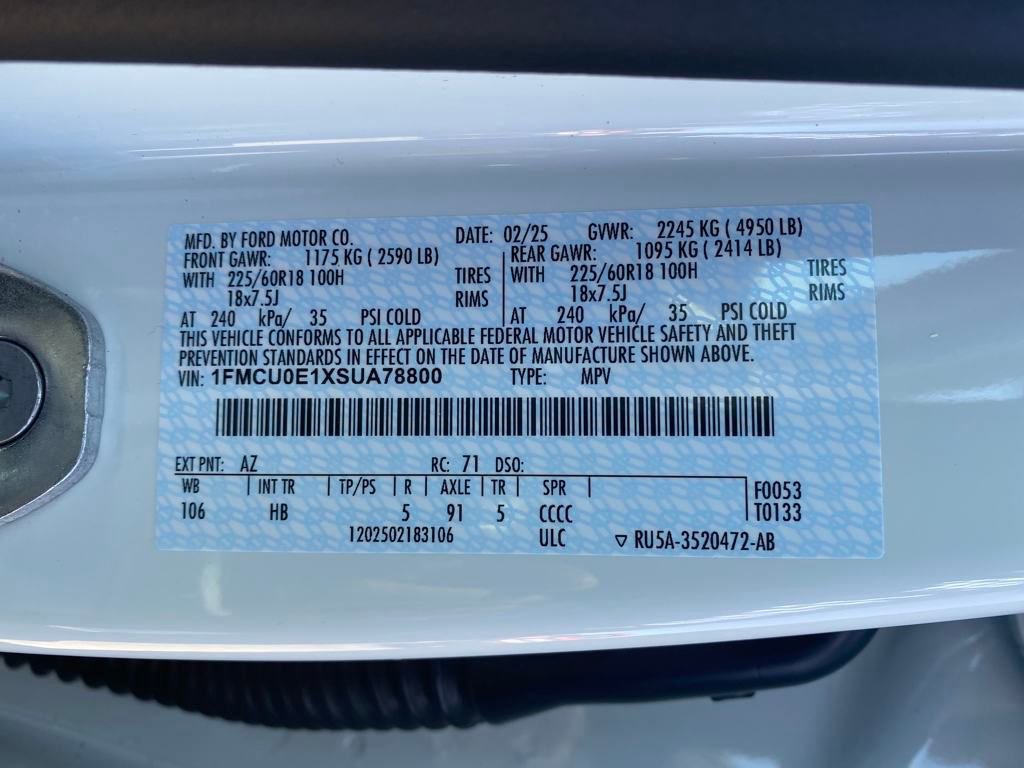 MFD. BY FORD MOTOR CO. DATE: 02/25 GVWR: 2245 KG ( 4950 LB)
FRONT GAWR: 1175 KG ( 2590 LB) REAR GAWR: 1095 KG ( 2414 LB)
WITH 225/60R18 100H TIRES WITH 225/60R18 100H TIRES
18x7.5J RIMS 18x7.5J RIMS
AT 240 kPa/ 35 PSI COLD AT 240 kPa/ 35 PSI COLD
THIS VEHICLE CONFORMS TO ALL APPLICABLE FEDERAL MOTOR VEHICLE SAFETY AND THEFT
PREVENTION STANDARDS IN EFFECT ON THE DATE OF MANUFACTURE SHOWN ABOVE.
VIN: 1FMCU0E1XSUA78800 TYPE: MPV
EXT PNT: AZ RC: 71 DSO:
WB INT TR TP/PS R AXLE TR SPR F0053
106 HB 5 91 5 CCCC T0133
1202502183106 ULC ▽ RU5A-3520472-AB